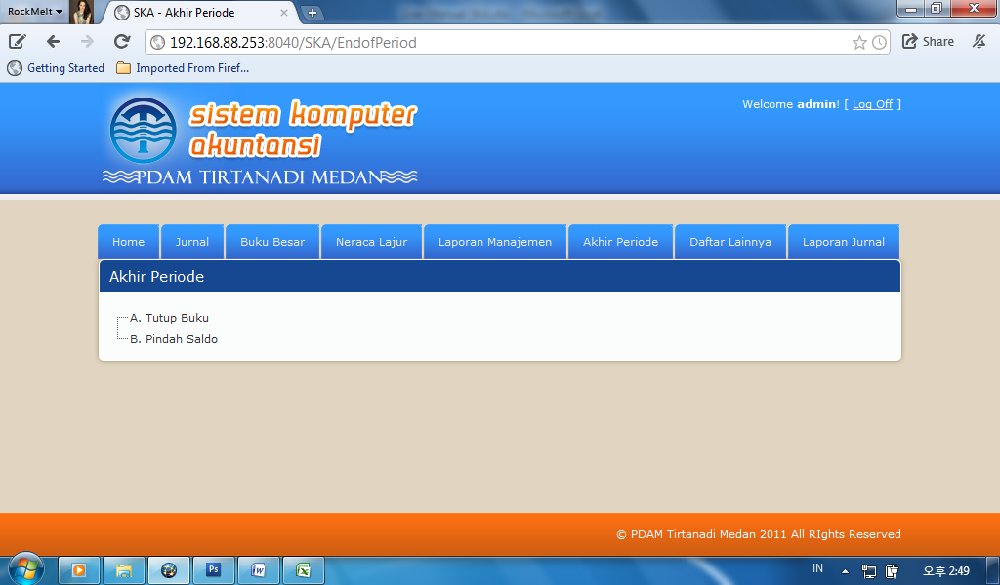 RockMelt
SKA - Akhir Periode
192.168.88.253:8040/SKA/EndofPeriod
Share
Getting Started
Imported From Firef...
sistem komputer
akuntansi
PDAM TIRTANADI MEDAN
Welcome admin! [ Log Off ]
Home
Jurnal
Buku Besar
Neraca Lajur
Laporan Manajemen
Akhir Periode
Daftar Lainnya
Laporan Jurnal
Akhir Periode
A. Tutup Buku
B. Pindah Saldo
© PDAM Tirtanadi Medan 2011 All RIghts Reserved
Ps
IN
오후 2:49